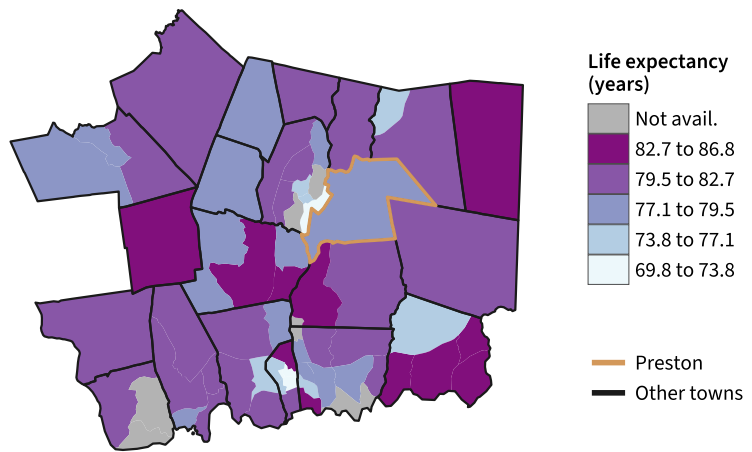 Life expectancy
(years)
Not avail.
82.7 to 86.8
79.5 to 82.7
77.1 to 79.5
73.8 to 77.1
69.8 to 73.8
Preston
Other towns